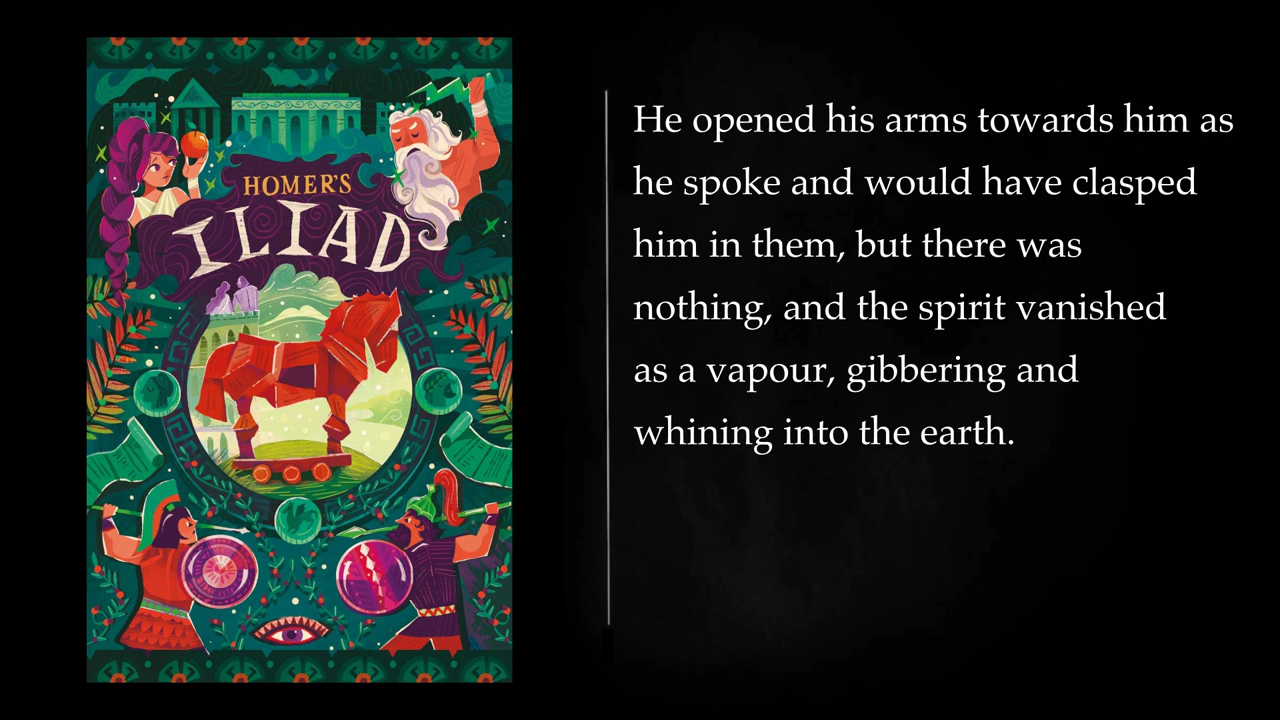 HOMER'S
ILIAD
He opened his arms towards him as
he spoke and would have clasped
him in them, but there was
nothing, and the spirit vanished
as a vapour, gibbering and
whining into the earth.